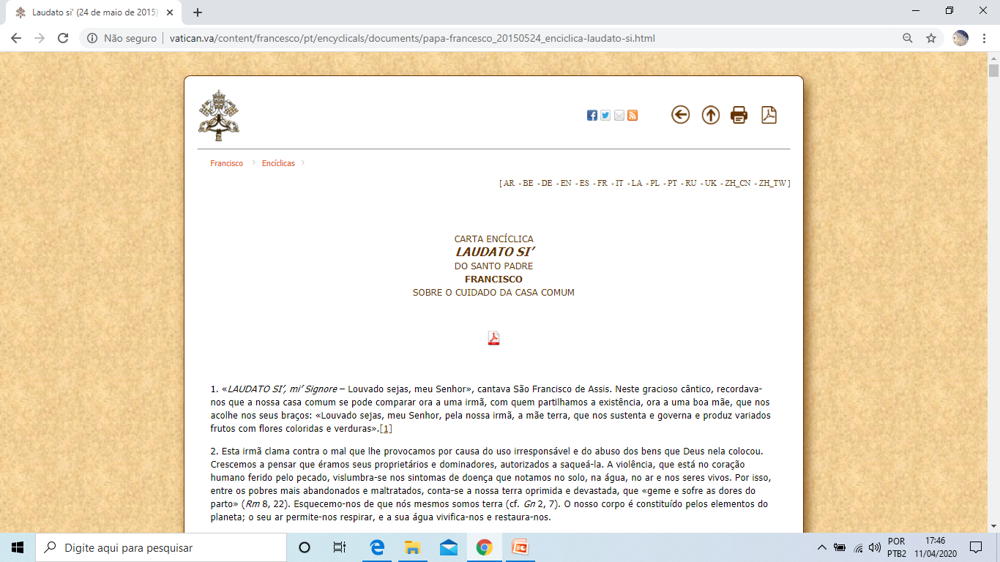 Laudato si' (24 de maio de 2015)
Não seguro
vatican.va/content/francesco/pt/encyclicals/documents/papa-francesco_20150524_enciclica-laudato-si.html
Francisco
Encíclicas
[ AR - BE - DE - EN - ES - FR - IT - LA - PL - PT - RU - UK - ZH_CN - ZH_TW ]
CARTA ENCÍCLICA
LAUDATO SI’
DO SANTO PADRE
FRANCISCO
SOBRE O CUIDADO DA CASA COMUM
1. «LAUDATO SI’, mi’ Signore – Louvado sejas, meu Senhor», cantava São Francisco de Assis. Neste gracioso cântico, recordava-
nos que a nossa casa comum se pode comparar ora a uma irmã, com quem partilhamos a existência, ora a uma boa mãe, que nos
acolhe nos seus braços: «Louvado sejas, meu Senhor, pela nossa irmã, a mãe terra, que nos sustenta e governa e produz variados
frutos com flores coloridas e verduras».[1]
2. Esta irmã clama contra o mal que lhe provocamos por causa do uso irresponsável e do abuso dos bens que Deus nela colocou.
Crescemos a pensar que éramos seus proprietários e dominadores, autorizados a saqueá-la. A violência, que está no coração
humano ferido pelo pecado, vislumbra-se nos sintomas de doença que notamos no solo, na água, no ar e nos seres vivos. Por isso,
entre os pobres mais abandonados e maltratados, conta-se a nossa terra oprimida e devastada, que «geme e sofre as dores do
parto» (Rm 8, 22). Esquecemo-nos de que nós mesmos somos terra (cf. Gn 2, 7). O nosso corpo é constituído pelos elementos do
planeta; o seu ar permite-nos respirar, e a sua água vivifica-nos e restaura-nos.
Digite aqui para pesquisar
POR
PTB2
17:46
11/04/2020